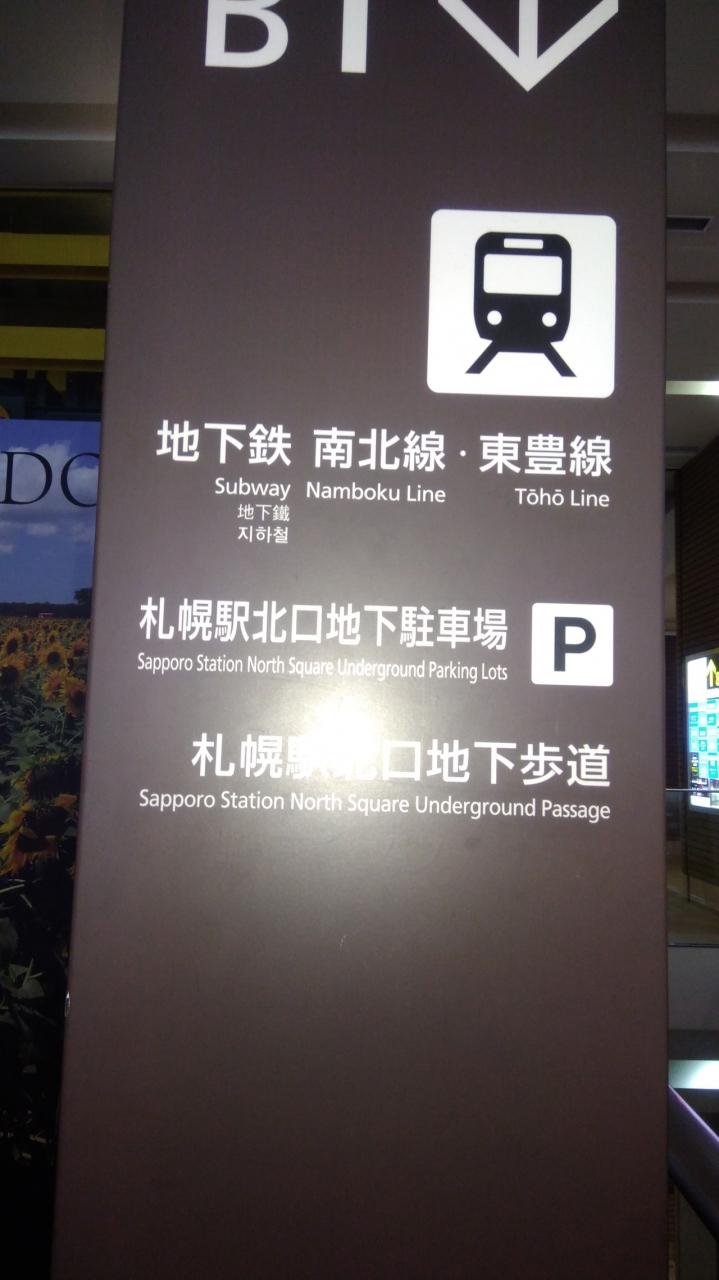 B1
地下鉄 南北線・東豊線
Subway Namboku Line Tōhō Line
地下鐵
지하철
札幌駅北口地下駐車場 P
Sapporo Station North Square Underground Parking Lots
札幌駅北口地下歩道
Sapporo Station North Square Underground Passage
DO